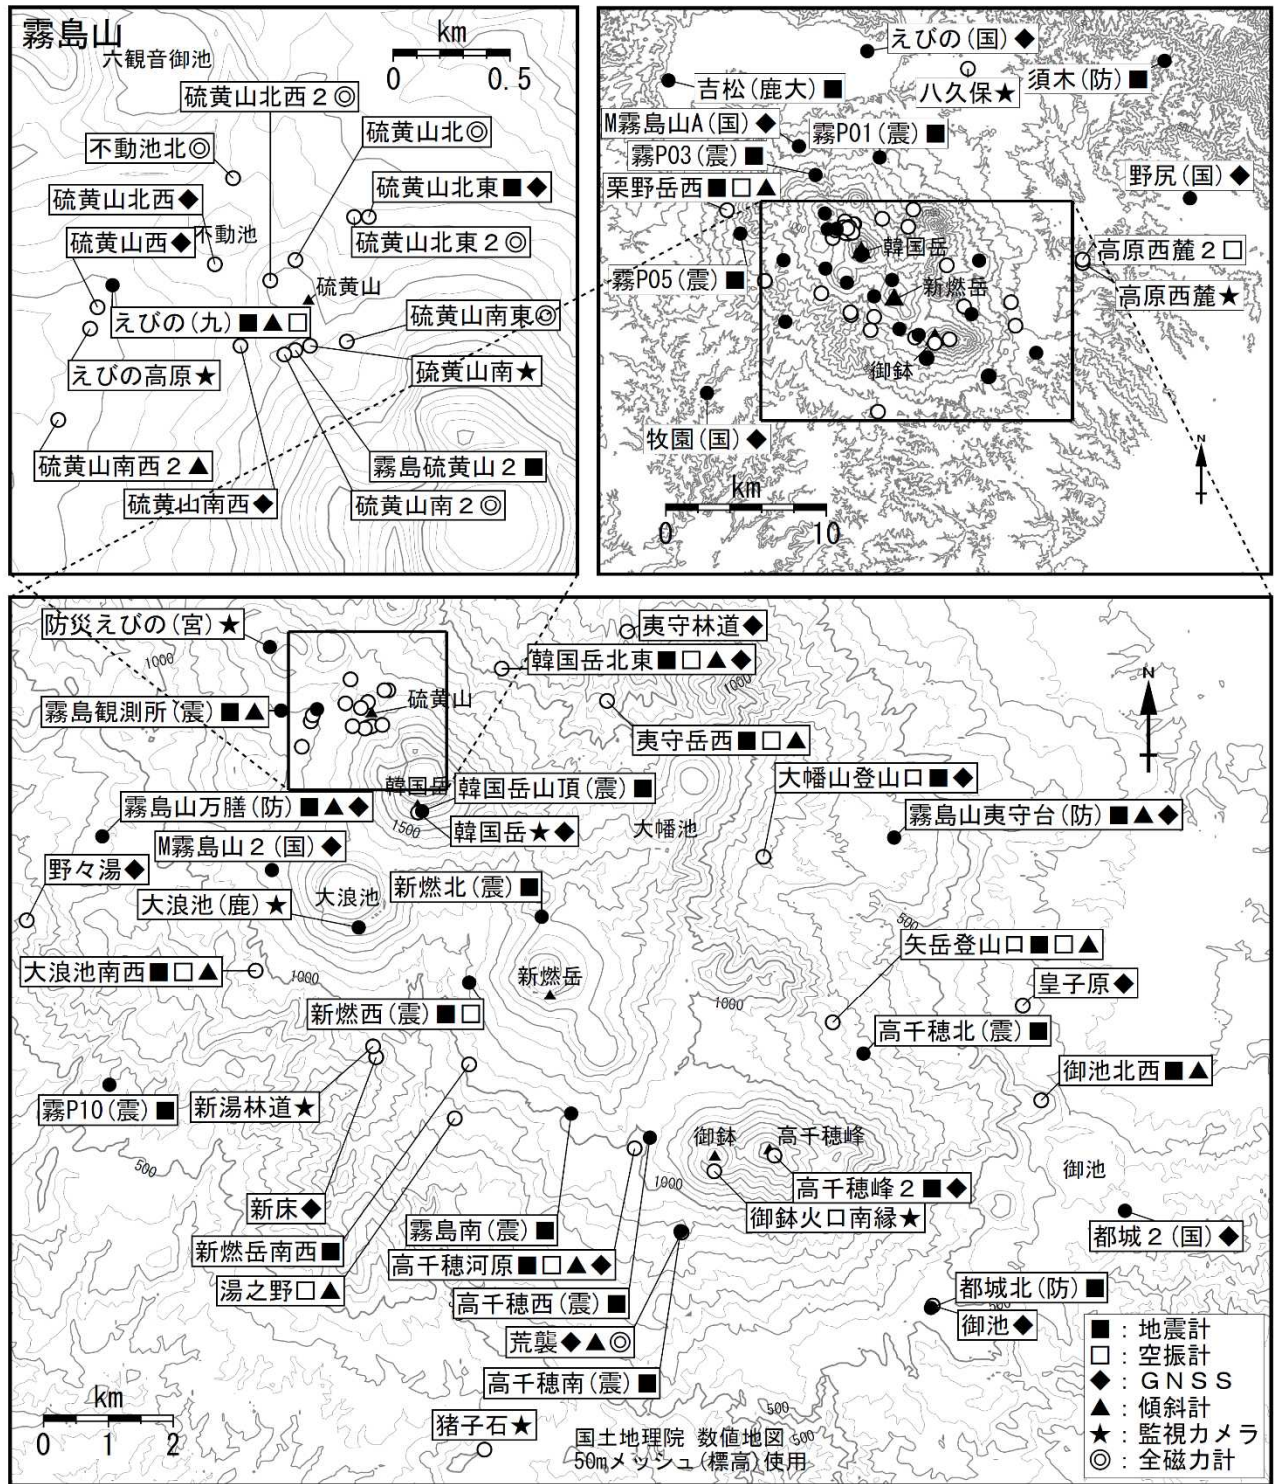 霧島山
六観音御池
km
0 0.5
硫黄山北西2◎
硫黄山北◎
不動池北◎
硫黄山北東■◆
硫黄山北西◆
不動池
硫黄山北東2◎
硫黄山西◆
硫黄山
えびの(九)■▲□
硫黄山南東◎
えびの高原★
硫黄山南★
硫黄山南西2▲
霧島硫黄山2■
硫黄山南西◆
硫黄山南2◎
えびの(国)◆
吉松(鹿大)■
八久保★
須木(防)■
M霧島山A(国)◆
霧P01(震)■
霧P03(震)■
野尻(国)◆
栗野岳西■□▲
韓国岳
高原西麓2□
霧P05(震)■
新燃岳
高原西麓★
御鉢
牧園(国)◆
N
km
0 10
防災えびの(宮)★
1000
夷守林道◆
韓国岳北東■□▲◆
1000
N
霧島観測所(震)■▲
硫黄山
夷守岳西■□▲
大幡山登山口■◆
韓国岳
韓国岳山頂(震)■
霧島山万膳(防)■▲◆
1500
韓国岳★◆
大幡池
霧島山夷守台(防)■▲◆
M霧島山2(国)◆
野々湯◆
大浪池
新燃北(震)■
大浪池(鹿)★
500
矢岳登山口■□▲
大浪池南西■□▲
1000
新燃岳
皇子原◆
1000
新燃西(震)■□
高千穂北(震)■
御池北西■▲
霧P10(震)■
新湯林道★
500
御鉢
高千穂峰
御池
1000
高千穂峰2■◆
新床◆
霧島南(震)■
御鉢火口南縁★
新燃岳南西■
都城2(国)◆
高千穂河原■□▲◆
湯之野□▲
高千穂西(震)■
都城北(防)■
500
御池◆
荒襲◆▲◎
高千穂南(震)■
km
0 1 2
猪子石★
500
国土地理院 数値地図
500
50mメッシュ(標高)使用
■：地震計
□：空振計
◆：GNSS
▲：傾斜計
★：監視カメラ
◎：全磁力計